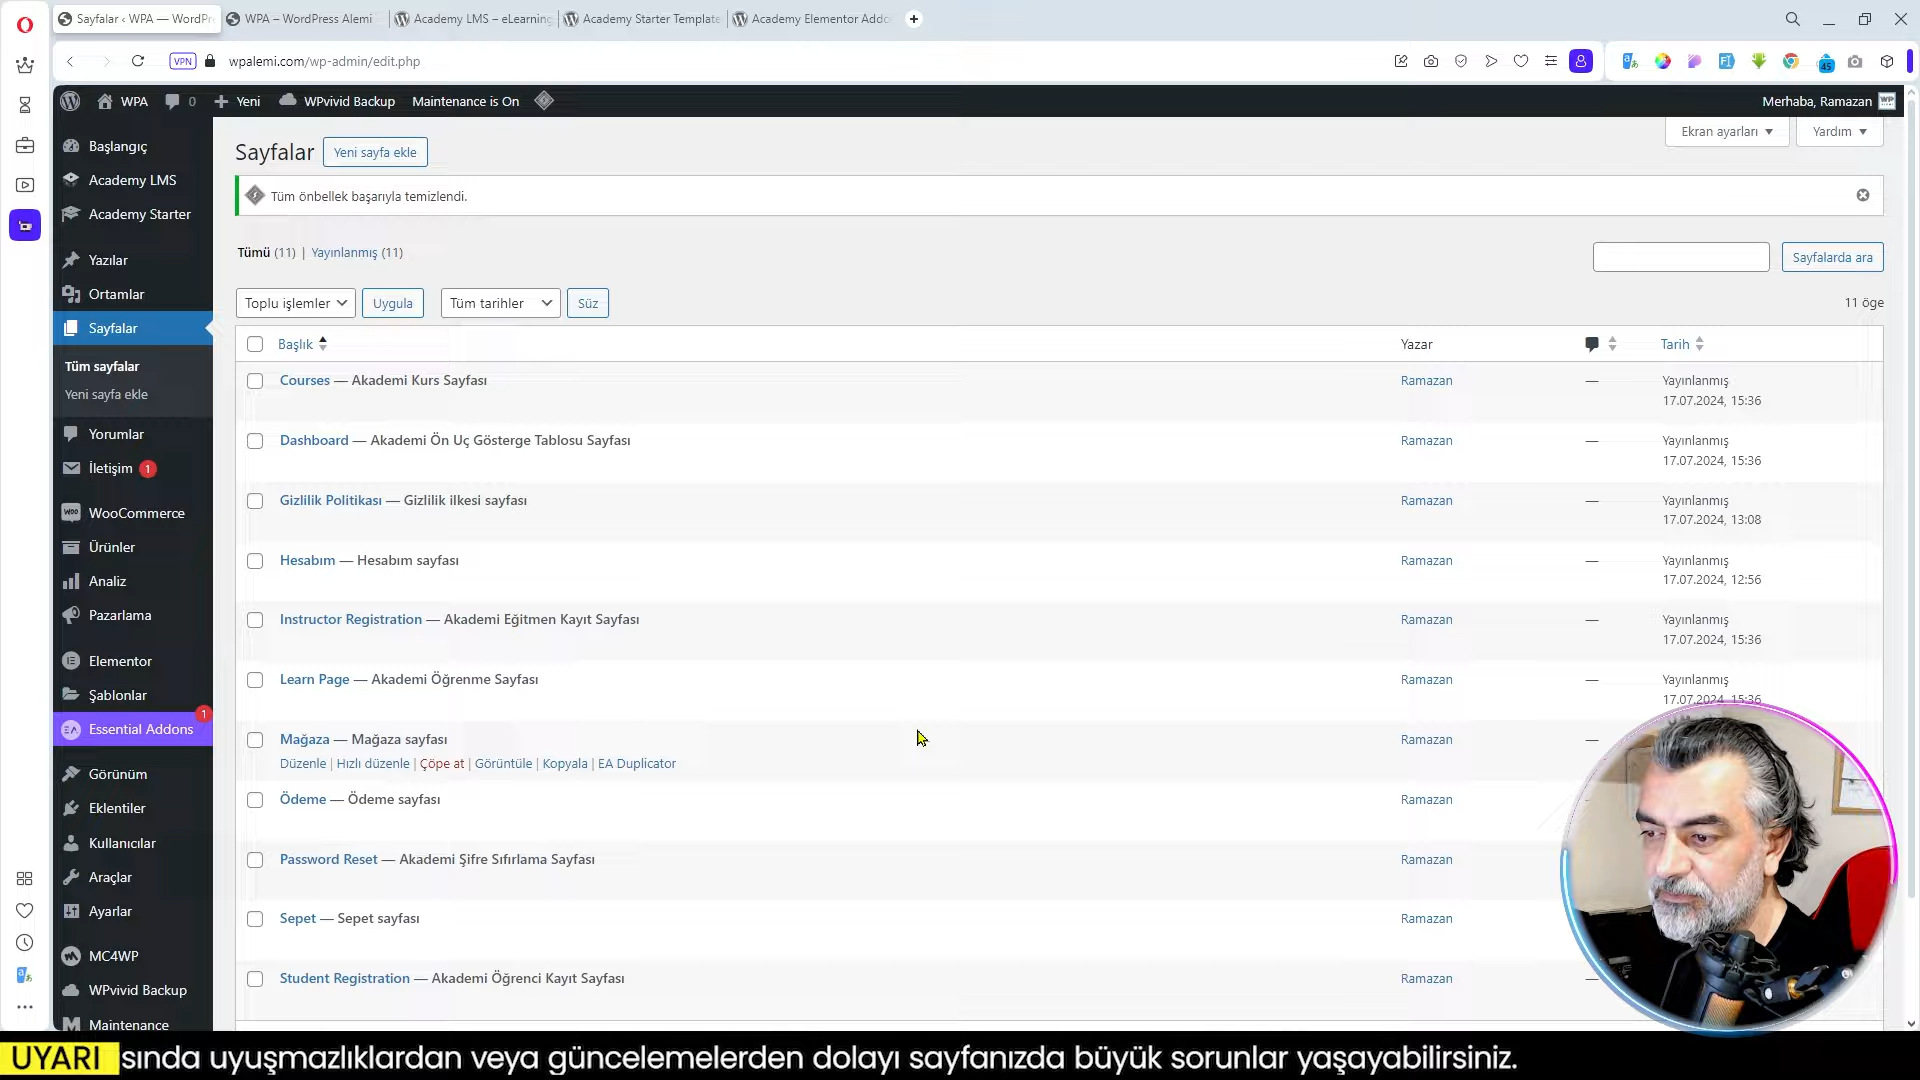 Sayfalar ‹ WPA — WordPr
WPA – WordPress Alemi
Academy LMS – eLearning
Academy Starter Template
Academy Elementor Addo
VPN
wpalemi.com/wp-admin/edit.php
45
WPA
0
Yeni
WPvivid Backup
Maintenance is On
Merhaba, Ramazan
Başlangıç
Academy LMS
Academy Starter
Yazılar
Ortamlar
Sayfalar
Tüm sayfalar
Yeni sayfa ekle
Yorumlar
İletişim 1
WooCommerce
Ürünler
Analiz
Pazarlama
Elementor
Şablonlar
Essential Addons 1
Görünüm
Eklentiler
Kullanıcılar
Araçlar
Ayarlar
MC4WP
WPvivid Backup
Maintenance
Ekran ayarları
Yardım
Sayfalar
Yeni sayfa ekle
Tüm önbellek başarıyla temizlendi.
Tümü (11) | Yayınlanmış (11)
Sayfalarda ara
Toplu işlemler
Uygula
Tüm tarihler
Süz
11 öge
Başlık
Yazar
Tarih
Courses — Akademi Kurs Sayfası
Ramazan
—
Yayınlanmış
17.07.2024, 15:36
Dashboard — Akademi Ön Uç Gösterge Tablosu Sayfası
Ramazan
—
Yayınlanmış
17.07.2024, 15:36
Gizlilik Politikası — Gizlilik ilkesi sayfası
Ramazan
—
Yayınlanmış
17.07.2024, 13:08
Hesabım — Hesabım sayfası
Ramazan
—
Yayınlanmış
17.07.2024, 12:56
Instructor Registration — Akademi Eğitmen Kayıt Sayfası
Ramazan
—
Yayınlanmış
17.07.2024, 15:36
Learn Page — Akademi Öğrenme Sayfası
Ramazan
—
Yayınlanmış
17.07.2024, 15:36
Mağaza — Mağaza sayfası
Ramazan
—
Düzenle | Hızlı düzenle | Çöpe at | Görüntüle | Kopyala | EA Duplicator
Ödeme — Ödeme sayfası
Ramazan
Password Reset — Akademi Şifre Sıfırlama Sayfası
Ramazan
Sepet — Sepet sayfası
Ramazan
Student Registration — Akademi Öğrenci Kayıt Sayfası
Ramazan
—
UYARI sında uyuşmazlıklardan veya güncelemelerden dolayı sayfanızda büyük sorunlar yaşayabilirsiniz.